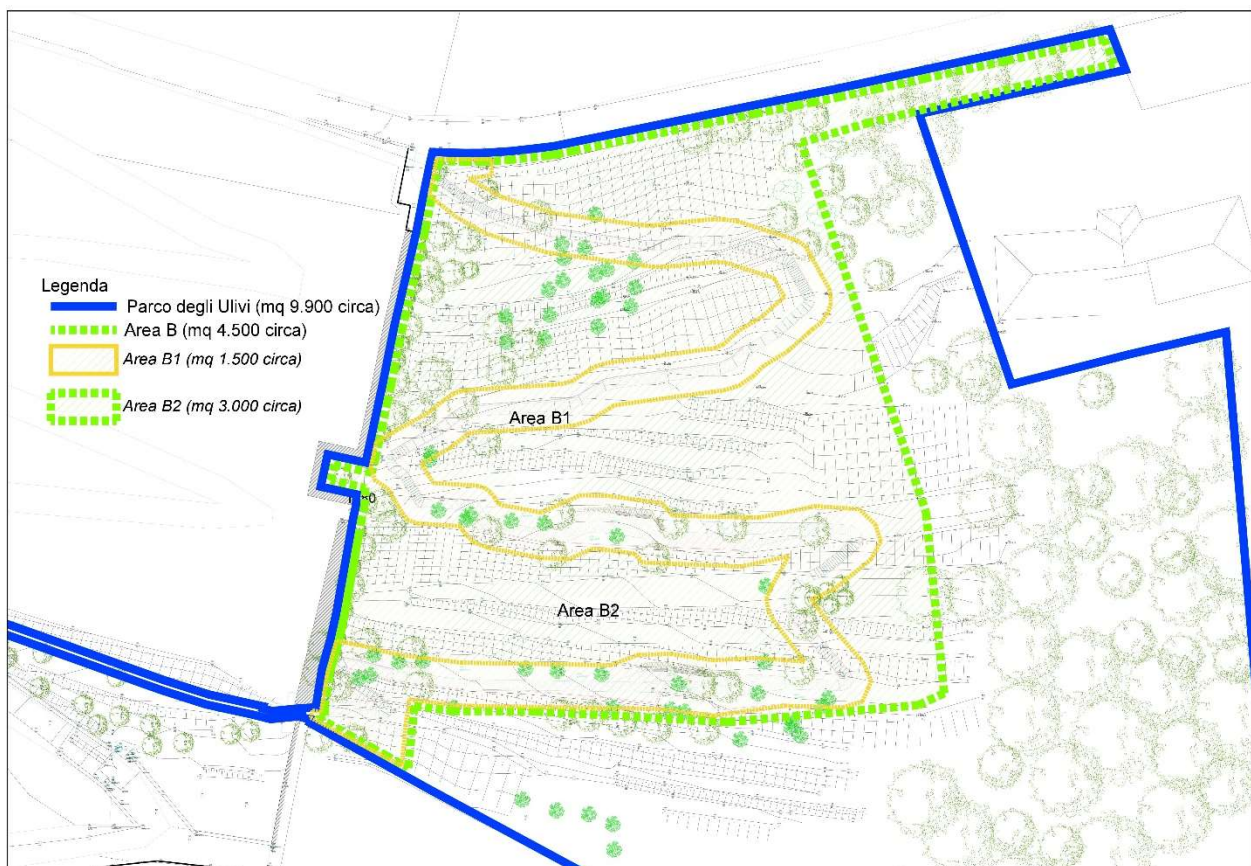 Legenda
Parco degli Ulivi (mq 9.900 circa)
Area B (mq 4.500 circa)
Area B1 (mq 1.500 circa)
Area B2 (mq 3.000 circa)
Area B1
Area B2